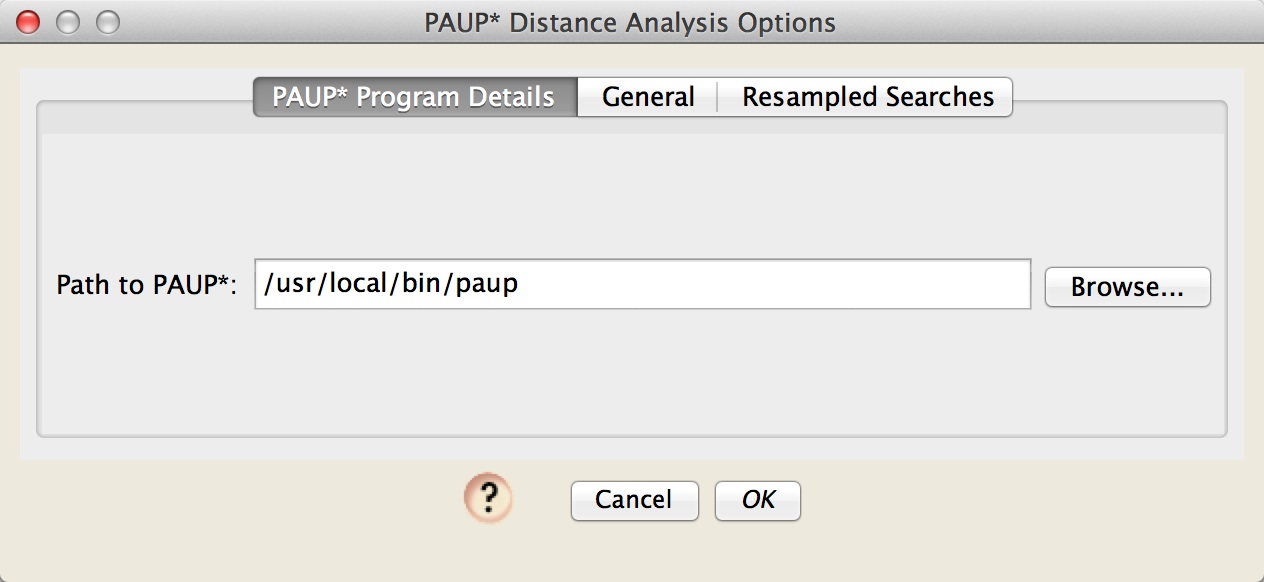 PAUP* Distance Analysis Options
PAUP* Program Details General Resampled Searches
Path to PAUP*: /usr/local/bin/paup Browse...
? Cancel OK